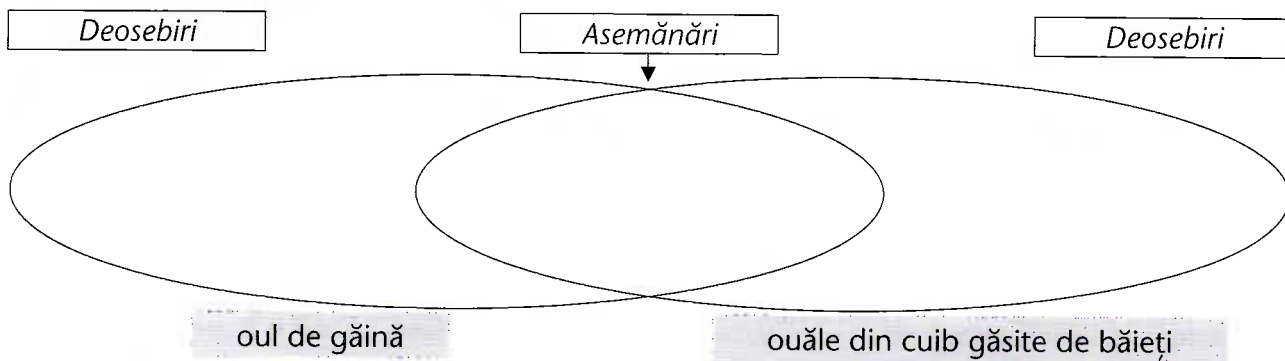 Deosebiri
Asemănări
Deosebiri
oul de găină
ouăle din cuib găsite de băieți